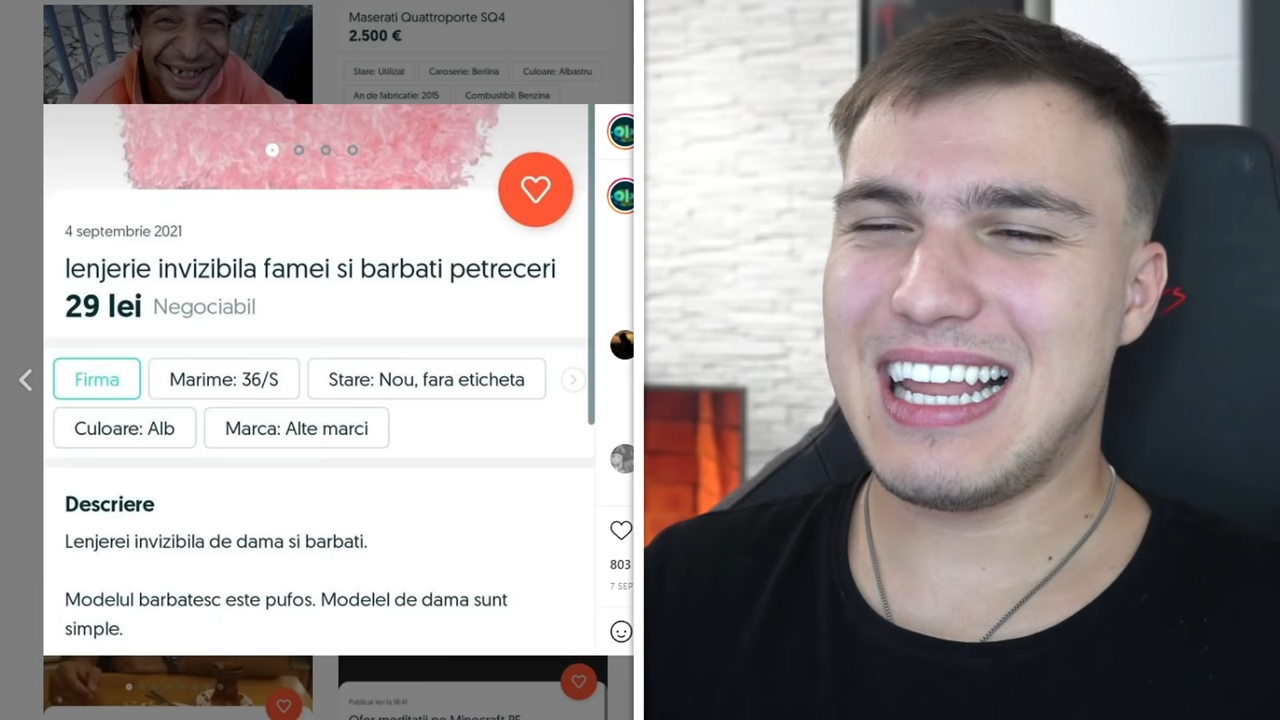 Maserati Quattroporte SQ4
2.500 €
Stare: Utilizat
Caroserie: Berlina
Culoare: Albastru
An de fabricatie: 2015
Combustibil: Benzina
4 septembrie 2021
lenjerie invizibila famei si barbati petreceri
29 lei Negociabil
Firma
Marime: 36/S
Stare: Nou, fara eticheta
Culoare: Alb
Marca: Alte marci
Descriere
Lenjerei invizibila de dama si barbati.
Modelul barbatesc este pufos. Modelel de dama sunt
simple.
803
7 SEP